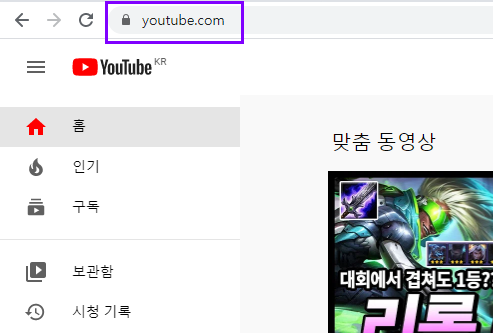 youtube.com
YouTube KR
홈
인기
구독
보관함
시청 기록
맞춤 동영상
대회에서 겹쳐도 1등??
리롤